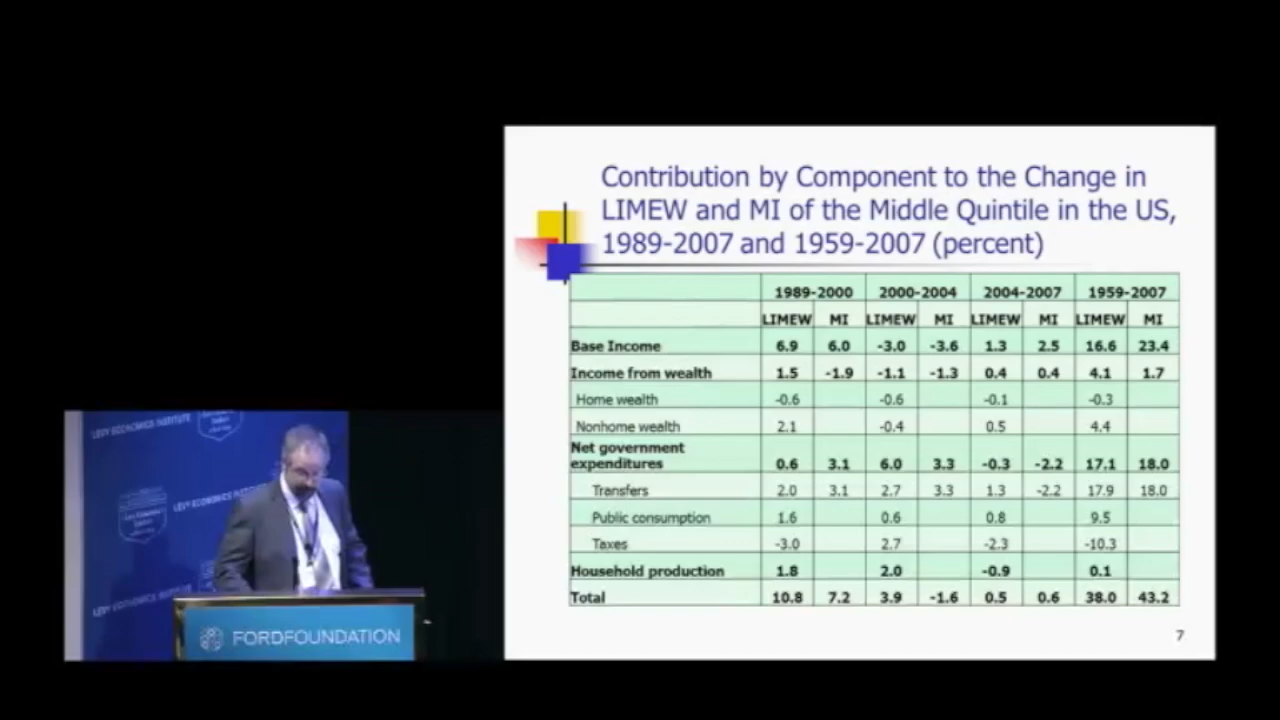 Contribution by Component to the Change in
LIMEW and MI of the Middle Quintile in the US,
1989-2007 and 1959-2007 (percent)
1989-2000 2000-2004 2004-2007 1959-2007
LIMEW MI LIMEW MI LIMEW MI LIMEW MI
Base Income 6.9 6.0 -3.0 -3.6 1.3 2.5 16.6 23.4
Income from wealth 1.5 -1.9 -1.1 -1.3 0.4 0.4 4.1 1.7
Home wealth -0.6 -0.6 -0.1 -0.3
Nonhome wealth 2.1 -0.4 0.5 4.4
Net government
expenditures 0.6 3.1 6.0 3.3 -0.3 -2.2 17.1 18.0
Transfers 2.0 3.1 2.7 3.3 1.3 -2.2 17.9 18.0
Public consumption 1.6 0.6 0.8 9.5
Taxes -3.0 2.7 -2.3 -10.3
Household production 1.8 2.0 -0.9 0.1
Total 10.8 7.2 3.9 -1.6 0.5 0.6 38.0 43.2
7
LEVY ECONOMICS INSTITUTE
LEVY ECONOMICS INSTIT
LEVY ECONOMICS IN
FORDFOUNDATION